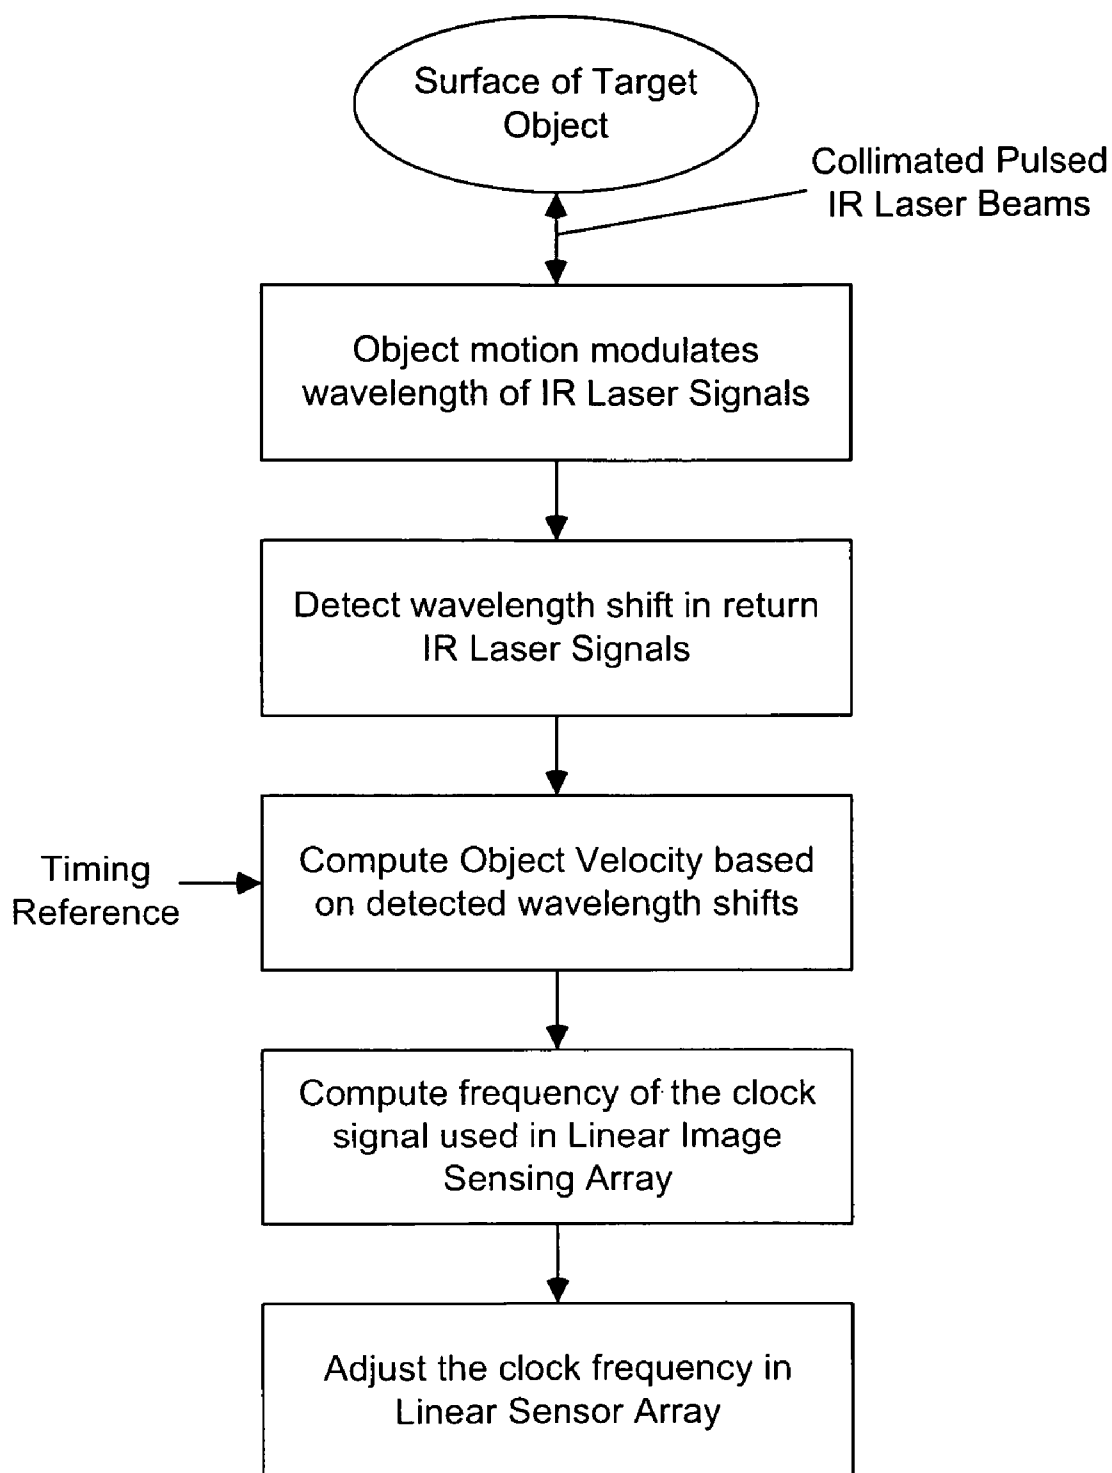 Surface of Target
Object
Collimated Pulsed
IR Laser Beams
Object motion modulates
wavelength of IR Laser Signals
Detect wavelength shift in return
IR Laser Signals
Timing
Reference
Compute Object Velocity based
on detected wavelength shifts
Compute frequency of the clock
signal used in Linear Image
Sensing Array
Adjust the clock frequency in
Linear Sensor Array